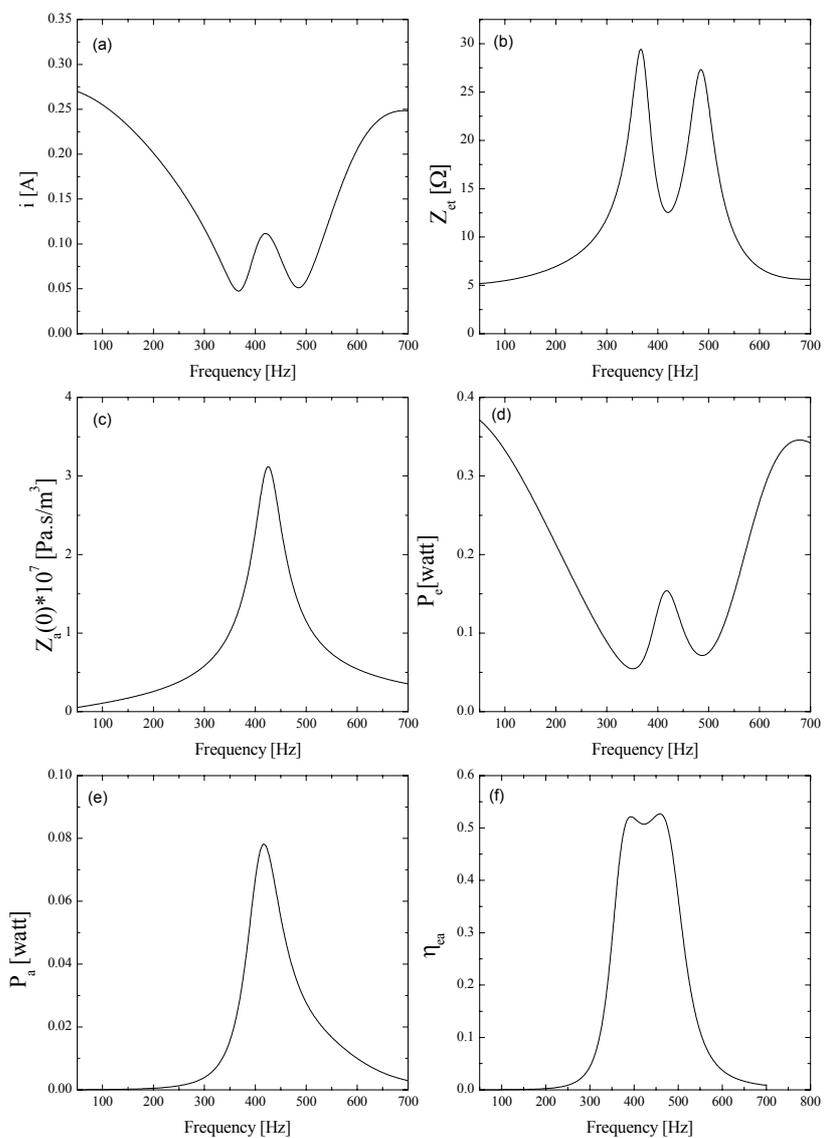 (a)
0.35
0.30
0.25
0.20
0.15
0.10
0.05
0.00
i [A]
100 200 300 400 500 600 700
Frequency [Hz]
(b)
30
25
20
15
10
5
0
Z_et [Ω]
100 200 300 400 500 600 700
Frequency [Hz]
(c)
4
3
2
1
0
Z_a(0)*10^7 [Pa.s/m^3]
100 200 300 400 500 600 700
Frequency [Hz]
(d)
0.4
0.3
0.2
0.1
0.0
P_e[watt]
100 200 300 400 500 600 700
Frequency [Hz]
(e)
0.10
0.08
0.06
0.04
0.02
0.00
P_a [watt]
100 200 300 400 500 600 700
Frequency [Hz]
(f)
0.6
0.5
0.4
0.3
0.2
0.1
0.0
η_ea
100 200 300 400 500 600 700 800
Frequency [Hz]